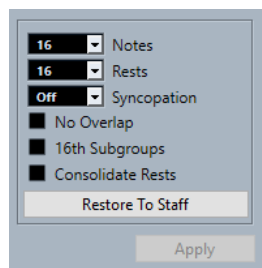 16 Notes
16 Rests
Off Syncopation
No Overlap
16th Subgroups
Consolidate Rests
Restore To Staff
Apply